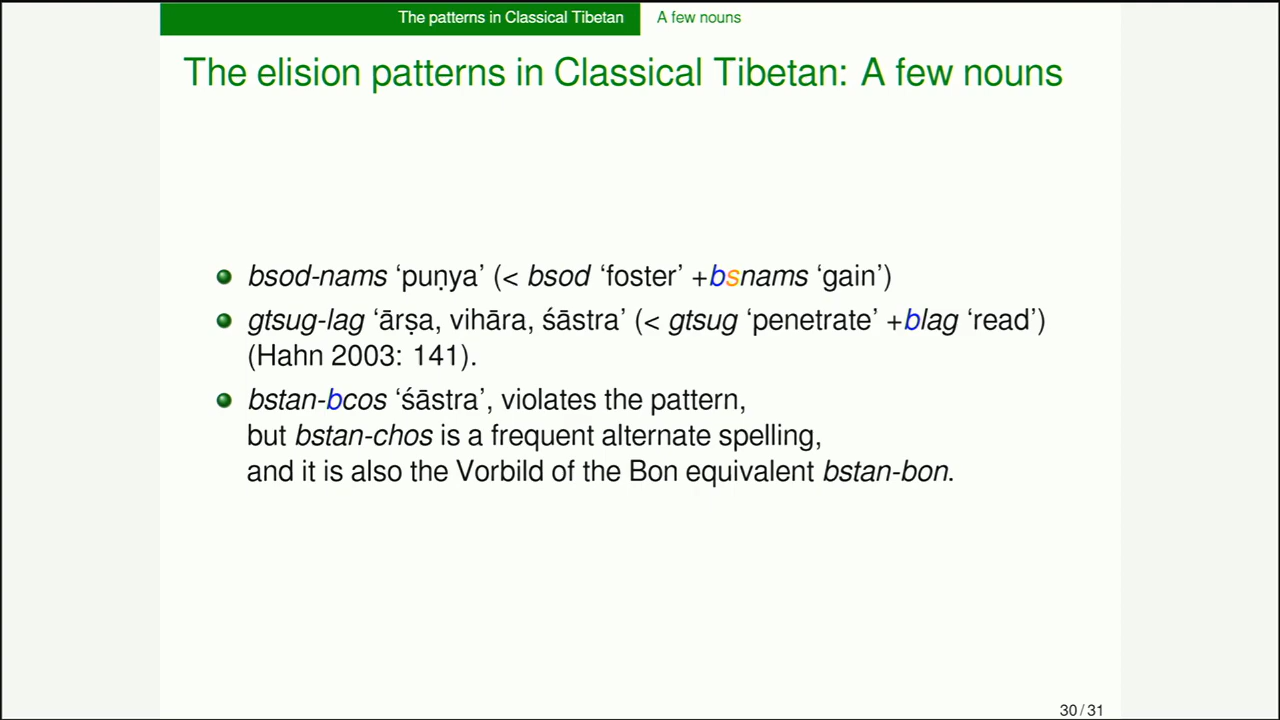 The patterns in Classical Tibetan A few nouns
The elision patterns in Classical Tibetan: A few nouns
bsod-nams ‘puṇya’ (< bsod ‘foster’ +bsnams ‘gain’)
gtsug-lag ‘ārṣa, vihāra, śāstra’ (< gtsug ‘penetrate’ +blag ‘read’)
(Hahn 2003: 141).
bstan-bcos ‘śāstra’, violates the pattern,
but bstan-chos is a frequent alternate spelling,
and it is also the Vorbild of the Bon equivalent bstan-bon.
30 / 31